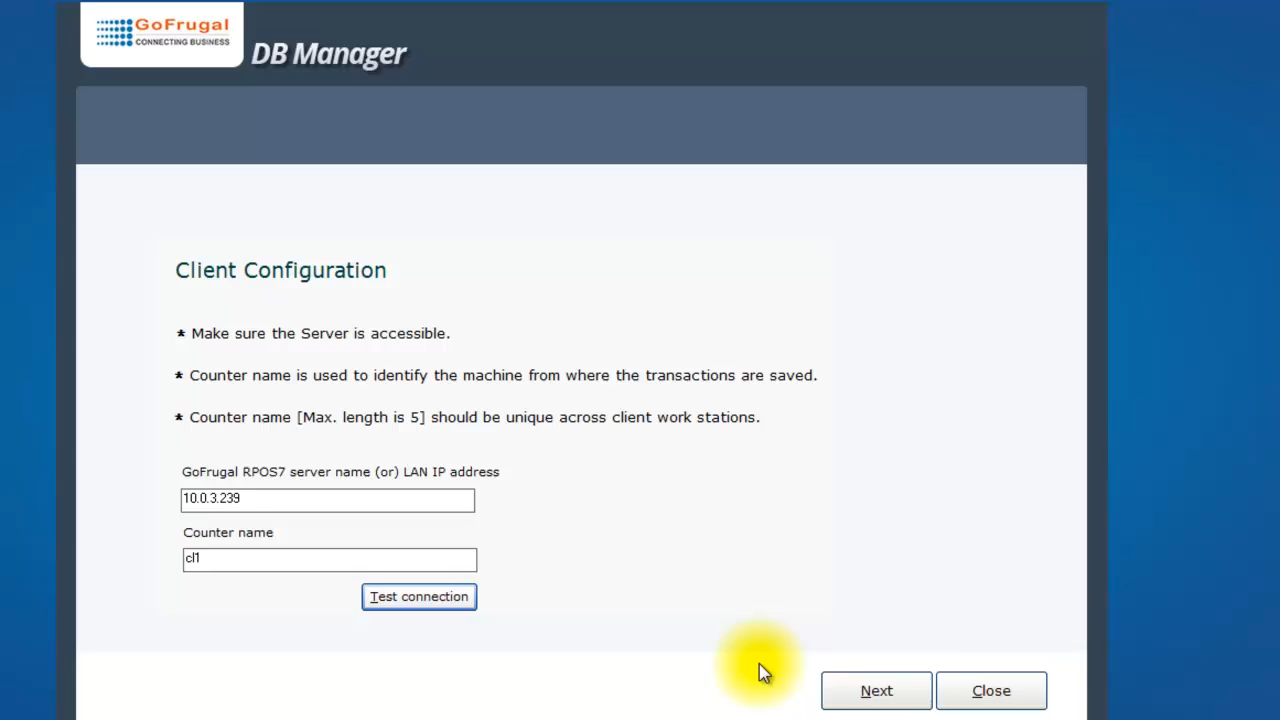 GoFrugal
CONNECTING BUSINESS
DB Manager
Client Configuration
* Make sure the Server is accessible.
* Counter name is used to identify the machine from where the transactions are saved.
* Counter name [Max. length is 5] should be unique across client work stations.
GoFrugal RPOS7 server name (or) LAN IP address
10.0.3.239
Counter name
cl1
Test connection
Next Close